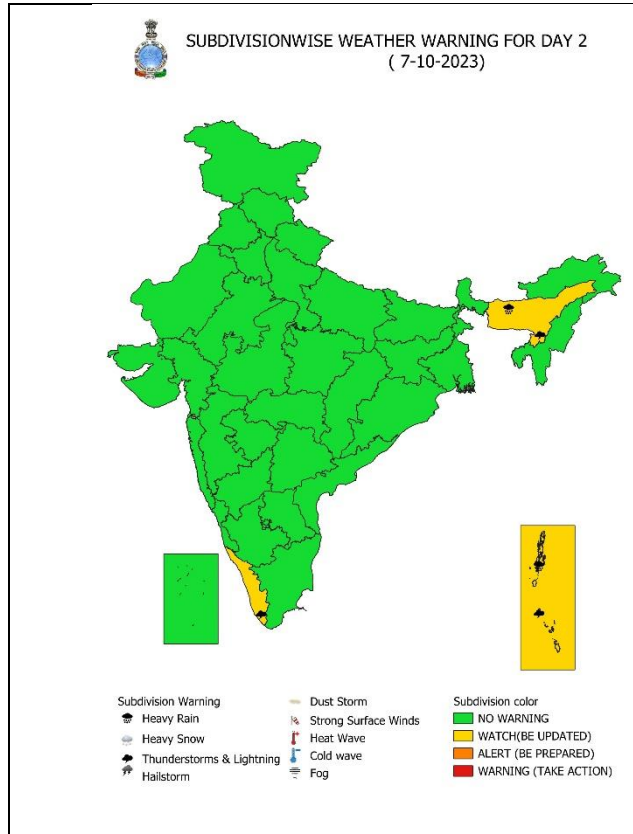 SUBDIVISIONWISE WEATHER WARNING FOR DAY 2
( 7-10-2023)
Subdivision Warning
Heavy Rain
Heavy Snow
Thunderstorms & Lightning
Hailstorm
Dust Storm
Strong Surface Winds
Heat Wave
Cold wave
Fog
Subdivision color
NO WARNING
WATCH(BE UPDATED)
ALERT (BE PREPARED)
WARNING (TAKE ACTION)